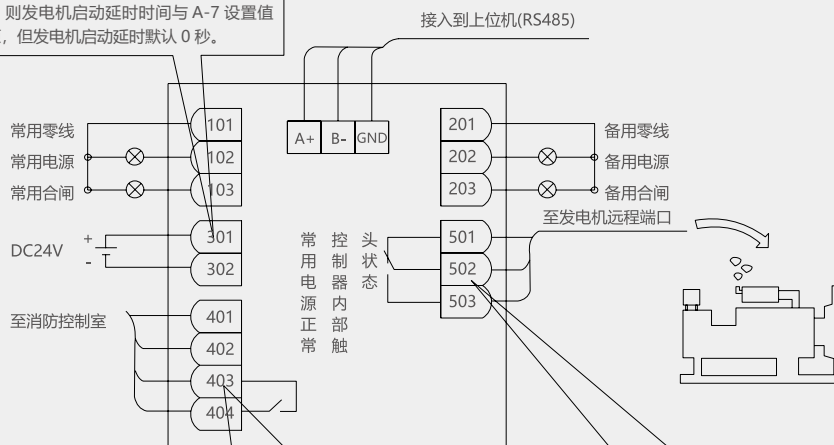 则发电机启动延时时间与 A-7 设置值
,但发电机启动延时默认 0 秒。
接入到上位机(RS485)
A+ B- GND
常用零线 101
常用电源 102
常用合闸 103
201 备用零线
202 备用电源
203 备用合闸
DC24V + - 301
302
至消防控制室 401
402
403
404
常用电源正常
控制器内部触
头状态
501
502
503
至发电机远程端口